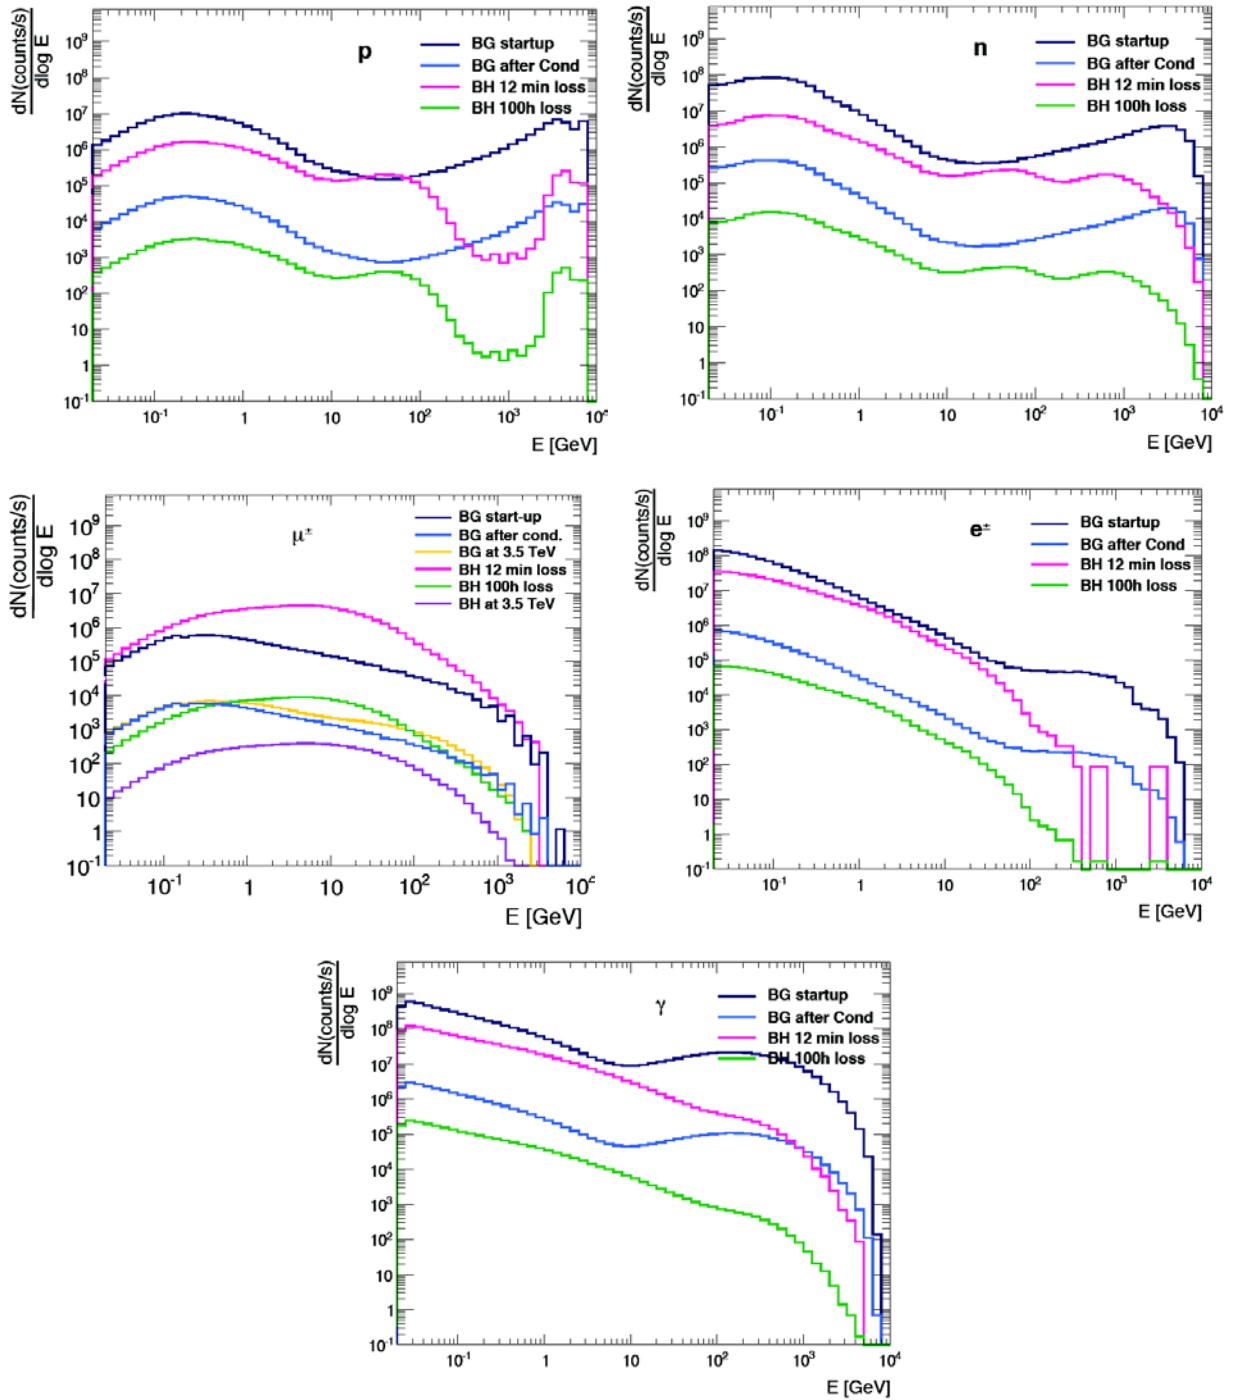 dN(counts/s)
dlog E
p
BG startup
BG after Cond
BH 12 min loss
BH 100h loss
10⁹
10⁸
10⁷
10⁶
10⁵
10⁴
10³
10²
10
1
10⁻¹
10⁻¹ 1 10 10² 10³
E [GeV]
dN(counts/s)
dlog E
n
BG startup
BG after Cond
BH 12 min loss
BH 100h loss
10⁹
10⁸
10⁷
10⁶
10⁵
10⁴
10³
10²
10
1
10⁻¹
10⁻¹ 1 10 10² 10³ 10⁴
E [GeV]
dN(counts/s)
dlog E
μ±
BG start-up
BG after cond.
BG at 3.5 TeV
BH 12 min loss
BH 100h loss
BH at 3.5 TeV
10⁹
10⁸
10⁷
10⁶
10⁵
10⁴
10³
10²
10
1
10⁻¹
10⁻¹ 1 10 10² 10³ 10⁴
E [GeV]
dN(counts/s)
dlog E
e±
BG startup
BG after Cond
BH 12 min loss
BH 100h loss
10⁹
10⁸
10⁷
10⁶
10⁵
10⁴
10³
10²
10
1
10⁻¹
10⁻¹ 1 10 10² 10³ 10⁴
E [GeV]
dN(counts/s)
dlog E
γ
BG startup
BG after Cond
BH 12 min loss
BH 100h loss
10⁹
10⁸
10⁷
10⁶
10⁵
10⁴
10³
10²
10
1
10⁻¹
10⁻¹ 1 10 10² 10³ 10⁴
E [GeV]